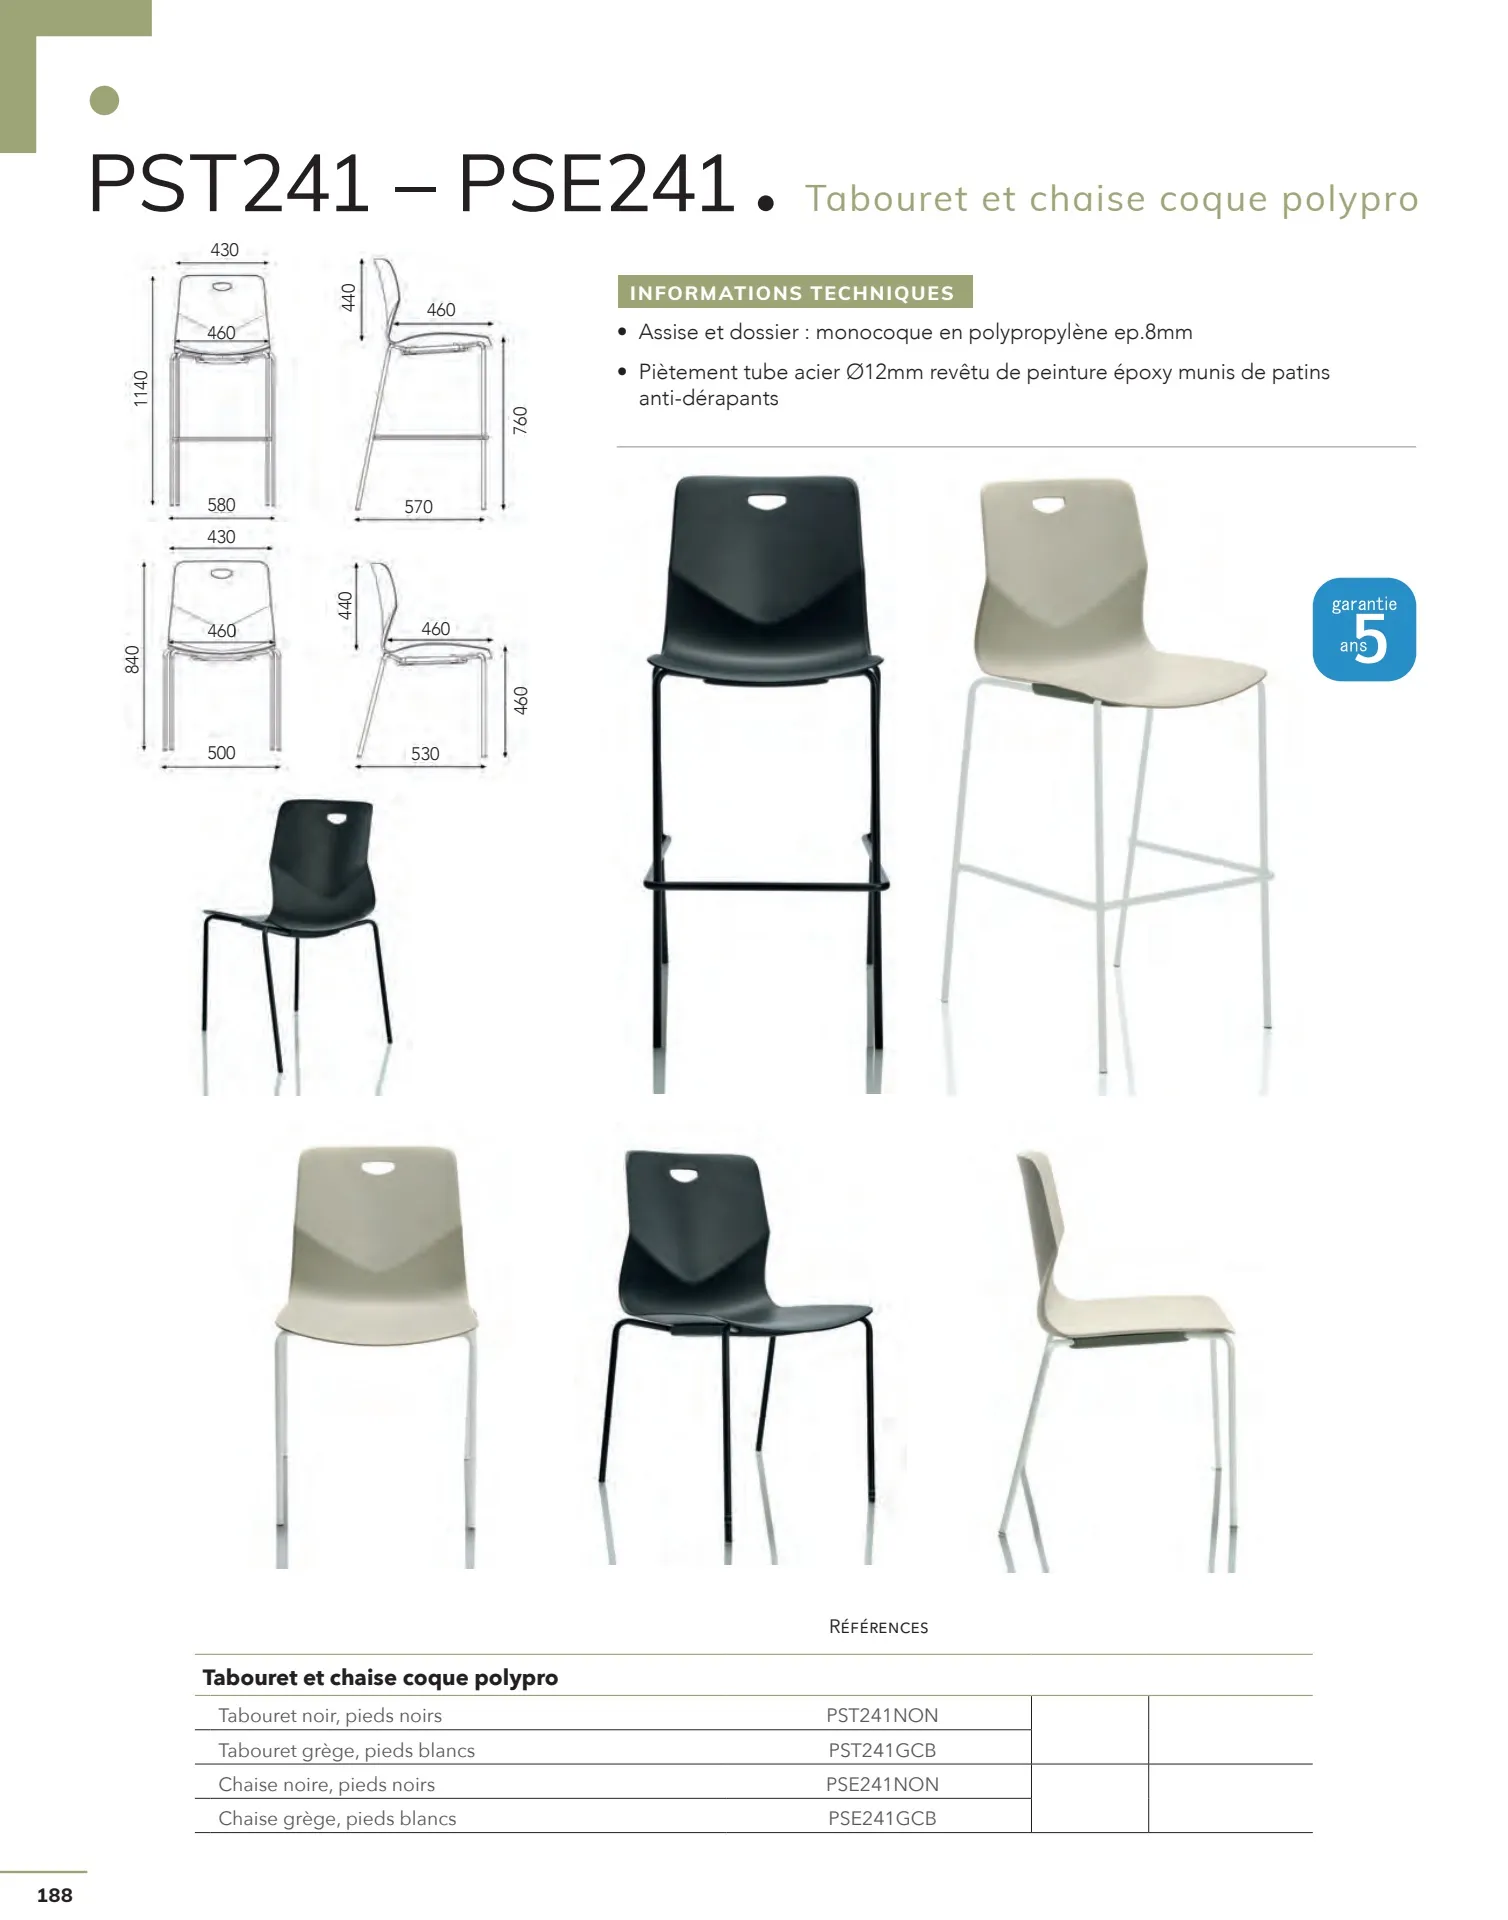 PST241 – PSE241. Tabouret et chaise coque polypro
430
460
1140
580
440
460
760
570
430
460
840
500
440
460
460
530
INFORMATIONS TECHNIQUES
• Assise et dossier : monocoque en polypropylène ep.8mm
• Piètement tube acier Ø12mm revêtu de peinture époxy munis de patins
anti-dérapants
garantie
5
ans
RÉFÉRENCES
Tabouret et chaise coque polypro
Tabouret noir, pieds noirs PST241NON
Tabouret grège, pieds blancs PST241GCB
Chaise noire, pieds noirs PSE241NON
Chaise grège, pieds blancs PSE241GCB
188